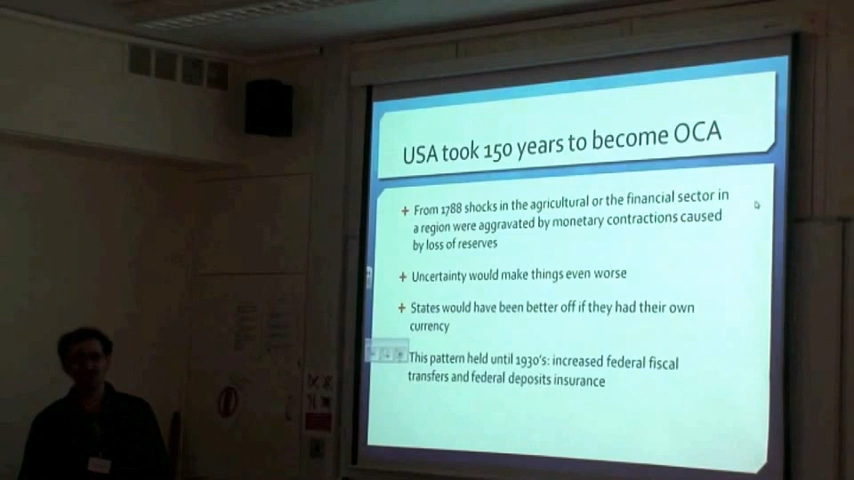 USA took 150 years to become OCA
From 1788 shocks in the agricultural or the financial sector in
a region were aggravated by monetary contractions caused
by loss of reserves
Uncertainty would make things even worse
States would have been better off if they had their own
currency
This pattern held until 1930's: increased federal fiscal
transfers and federal deposits insurance